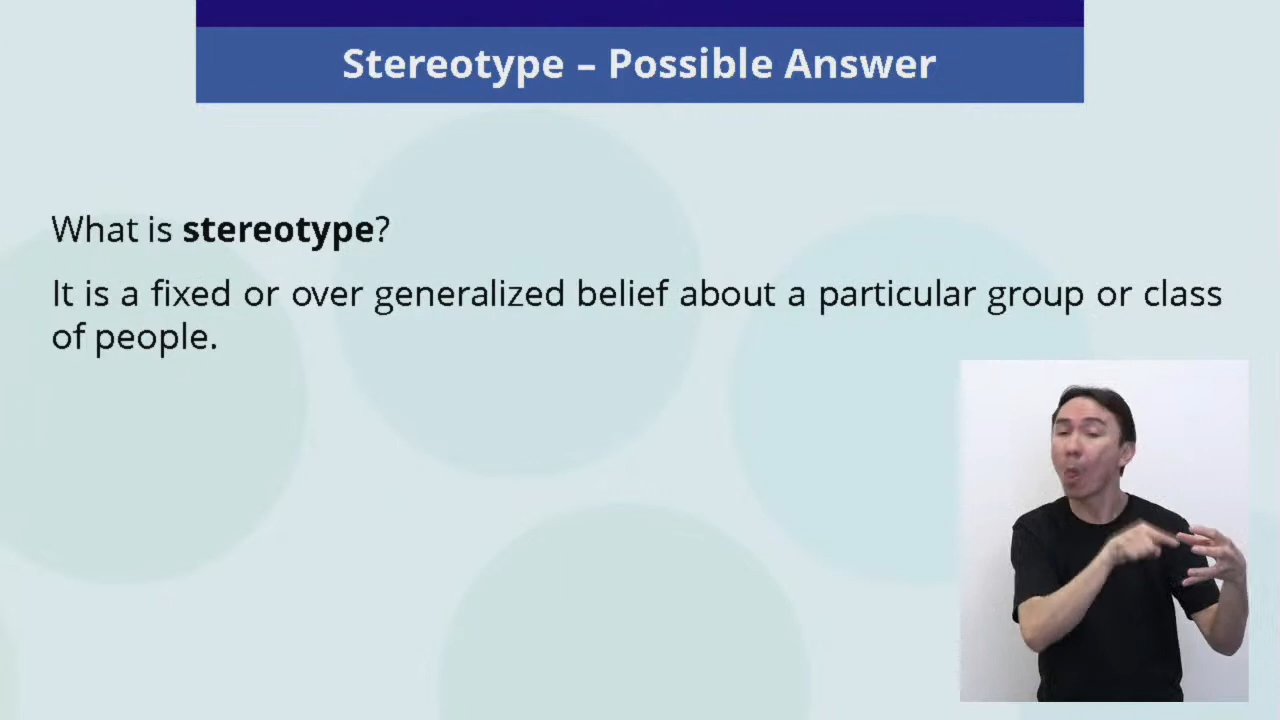 Stereotype – Possible Answer
What is stereotype?
It is a fixed or over generalized belief about a particular group or class
of people.